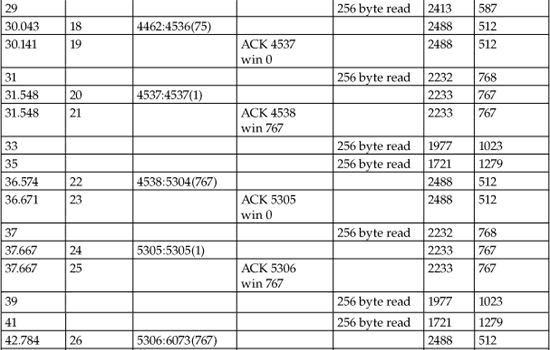 29 256 byte read 2413 587
30.043 18 4462:4536(75) 2488 512
30.141 19 ACK 4537 2488 512
win 0
31 256 byte read 2232 768
31.548 20 4537:4537(1) 2233 767
31.548 21 ACK 4538 2233 767
win 767
33 256 byte read 1977 1023
35 256 byte read 1721 1279
36.574 22 4538:5304(767) 2488 512
36.671 23 ACK 5305 2488 512
win 0
37 256 byte read 2232 768
37.667 24 5305:5305(1) 2233 767
37.667 25 ACK 5306 2233 767
win 767
39 256 byte read 1977 1023
41 256 byte read 1721 1279
42.784 26 5306:6073(767) 2488 512